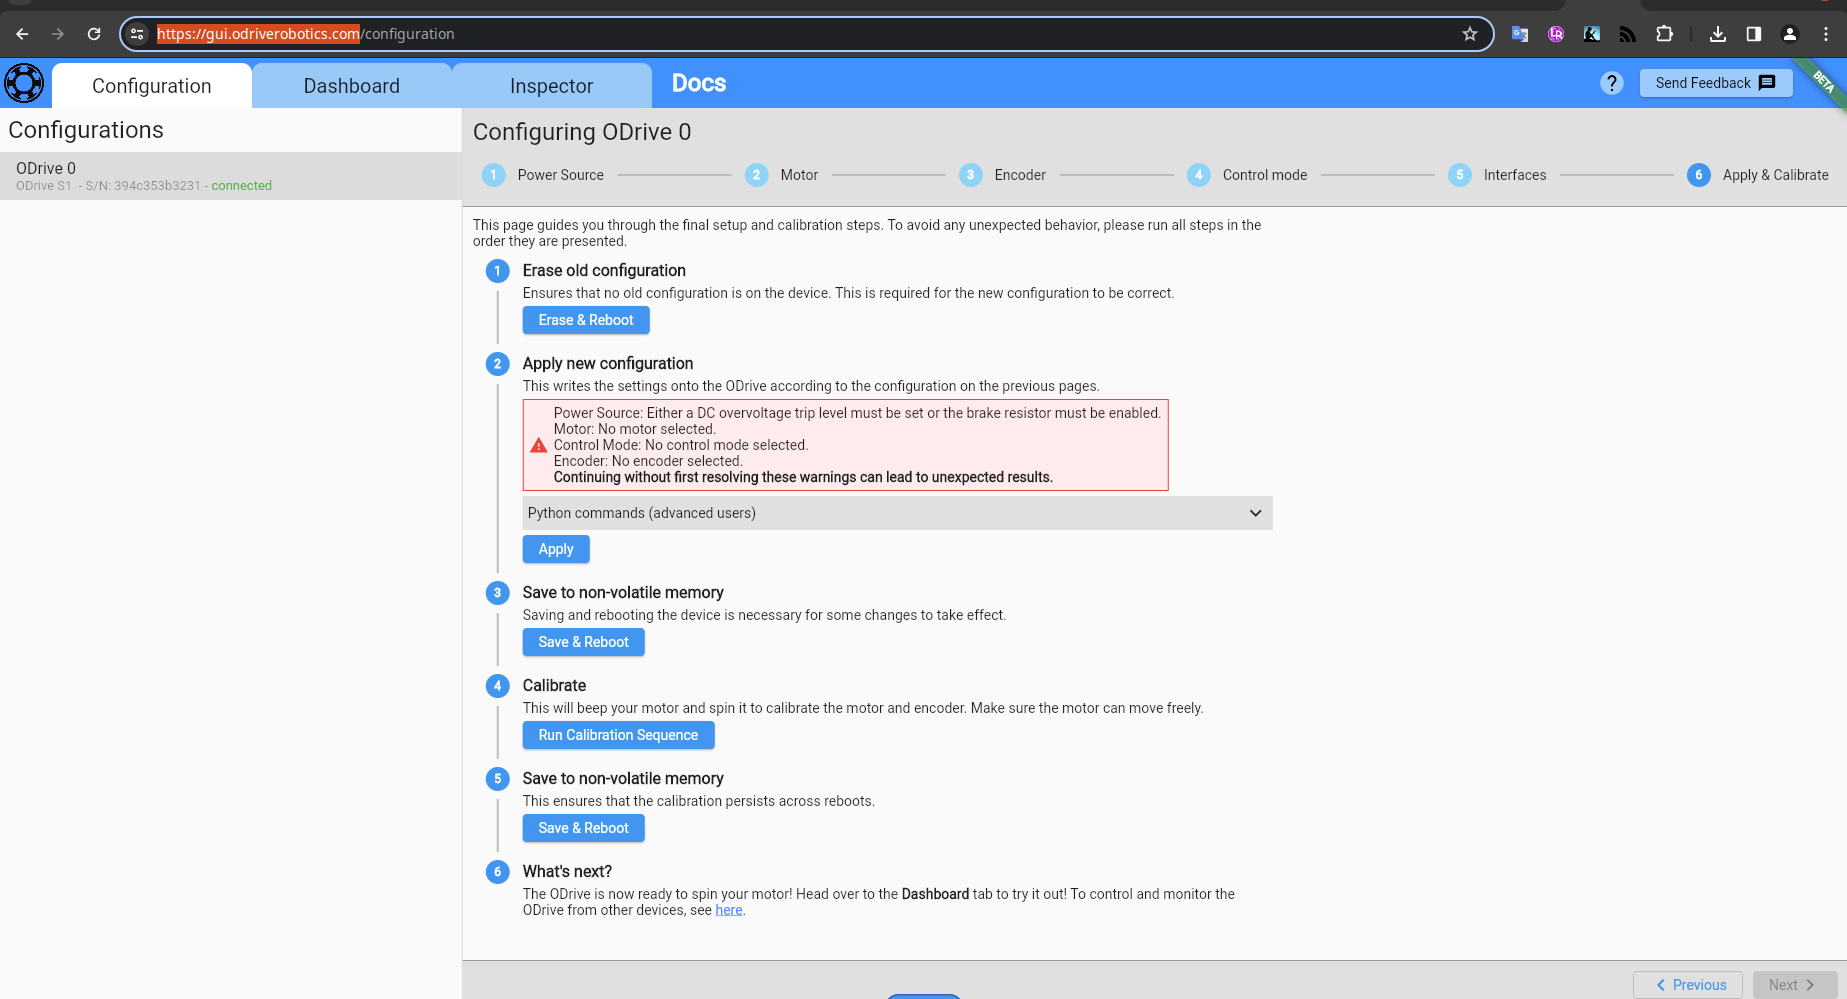 https://gui.odriverobotics.com/configuration
Configuration
Dashboard
Inspector
Docs
?
Send Feedback
BETA
Configurations
ODrive 0
ODrive S1 - S/N: 394c353b3231 - connected
Configuring ODrive 0
1 Power Source
2 Motor
3 Encoder
4 Control mode
5 Interfaces
6 Apply & Calibrate
This page guides you through the final setup and calibration steps. To avoid any unexpected behavior, please run all steps in the
order they are presented.
1 Erase old configuration
Ensures that no old configuration is on the device. This is required for the new configuration to be correct.
Erase & Reboot
2 Apply new configuration
This writes the settings onto the ODrive according to the configuration on the previous pages.
Power Source: Either a DC overvoltage trip level must be set or the brake resistor must be enabled.
Motor: No motor selected.
Control Mode: No control mode selected.
Encoder: No encoder selected.
Continuing without first resolving these warnings can lead to unexpected results.
Python commands (advanced users)
Apply
3 Save to non-volatile memory
Saving and rebooting the device is necessary for some changes to take effect.
Save & Reboot
4 Calibrate
This will beep your motor and spin it to calibrate the motor and encoder. Make sure the motor can move freely.
Run Calibration Sequence
5 Save to non-volatile memory
This ensures that the calibration persists across reboots.
Save & Reboot
6 What's next?
The ODrive is now ready to spin your motor! Head over to the Dashboard tab to try it out! To control and monitor the
ODrive from other devices, see here.
Previous
Next